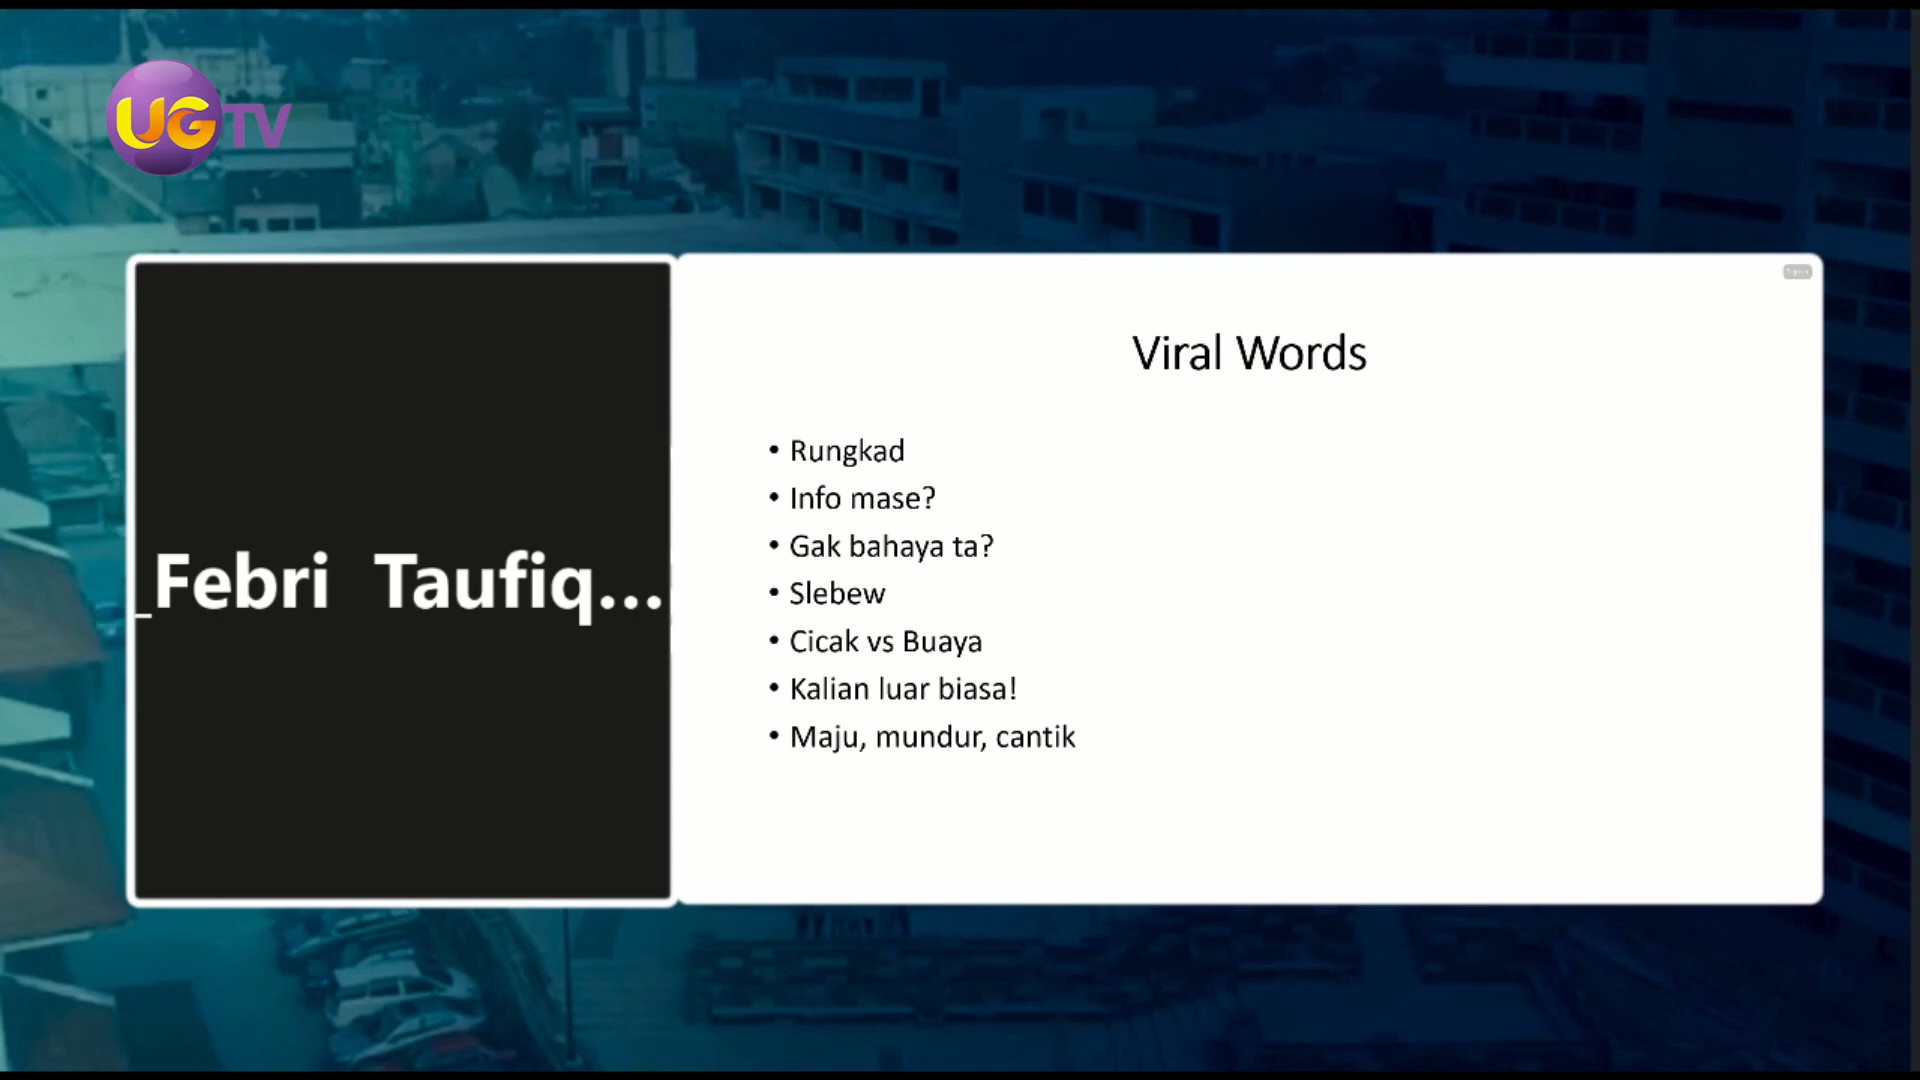 UGTV
_Febri Taufiq...
Viral Words
• Rungkad
• Info mase?
• Gak bahaya ta?
• Slebew
• Cicak vs Buaya
• Kalian luar biasa!
• Maju, mundur, cantik